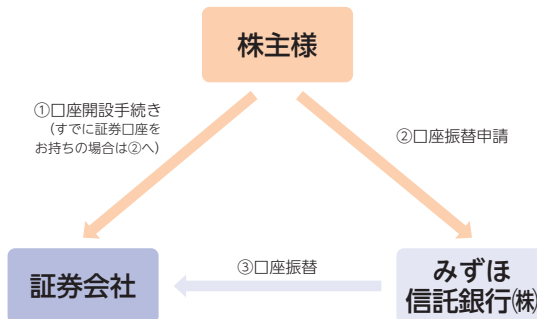 株主様
①口座開設手続き
(すでに証券口座を
お持ちの場合は②へ)
②口座振替申請
③口座振替
証券会社
みずほ
信託銀行㈱